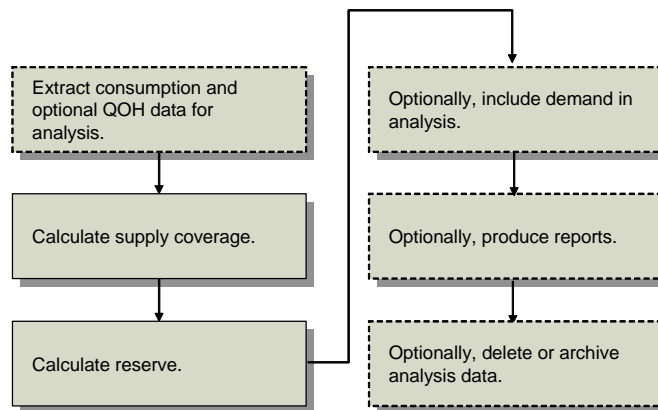 Extract consumption and
optional QOH data for
analysis.
Calculate supply coverage.
Calculate reserve.
Optionally, include demand in
analysis.
Optionally, produce reports.
Optionally, delete or archive
analysis data.